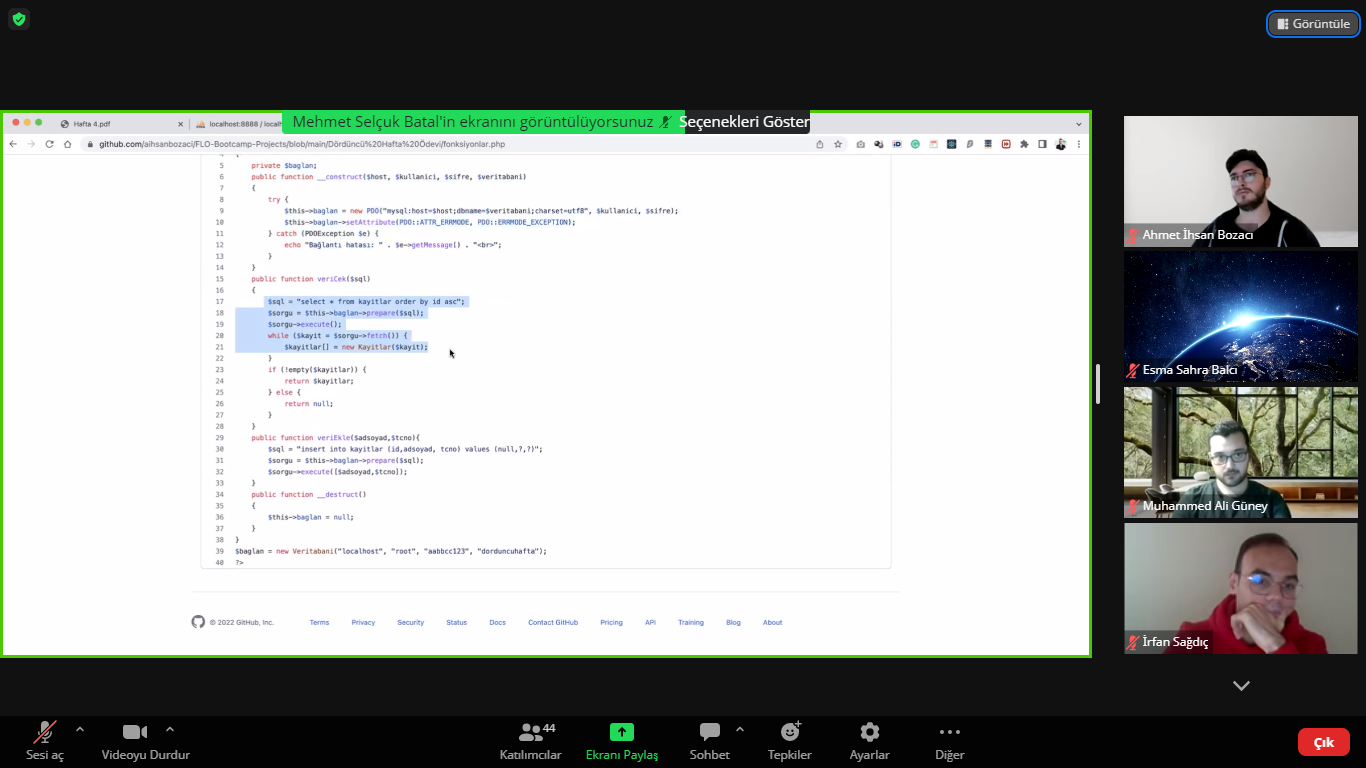 Görüntüle
Mehmet Selçuk Batal'in ekranını görüntülüyorsunuz
Seçenekleri Göster
Hafta 4.pdf
localhost:8888 / local
github.com/aihsanbozaci/FLO-Bootcamp-Projects/blob/main/Dördüncü%20Hafta%20Ödevi/fonksiyonlar.php
5 private $baglan;
6 public function __construct($host, $kullanici, $sifre, $veritabani)
7 {
8 try {
9 $this->baglan = new PDO("mysql:host=$host;dbname=$veritabani;charset=utf8", $kullanici, $sifre);
10 $this->baglan->setAttribute(PDO::ATTR_ERRMODE, PDO::ERRMODE_EXCEPTION);
11 } catch (PDOException $e) {
12 echo "Bağlantı hatası: " . $e->getMessage() . "<br>";
13 }
14 }
15 public function veriCek($sql)
16 {
17 $sql = "select * from kayitlar order by id asc";
18 $sorgu = $this->baglan->prepare($sql);
19 $sorgu->execute();
20 while ($kayit = $sorgu->fetch()) {
21 $kayitlar[] = new Kayitlar($kayit);
22 }
23 if (!empty($kayitlar)) {
24 return $kayitlar;
25 } else {
26 return null;
27 }
28 }
29 public function veriEkle($adsoyad,$tcno){
30 $sql = "insert into kayitlar (id,adsoyad, tcno) values (null,?,?)";
31 $sorgu = $this->baglan->prepare($sql);
32 $sorgu->execute([$adsoyad,$tcno]);
33 }
34 public function __destruct()
35 {
36 $this->baglan = null;
37 }
38 }
39 $baglan = new Veritabani("localhost", "root", "aabbcc123", "dorduncuhafta");
40 ?>
© 2022 GitHub, Inc.
Terms
Privacy
Security
Status
Docs
Contact GitHub
Pricing
API
Training
Blog
About
Ahmet İhsan Bozacı
Esma Sahra Balcı
Muhammed Ali Güney
İrfan Sağdıç
Sesi aç
Videoyu Durdur
44
Katılımcılar
Ekranı Paylaş
Sohbet
Tepkiler
Ayarlar
Diğer
Çık